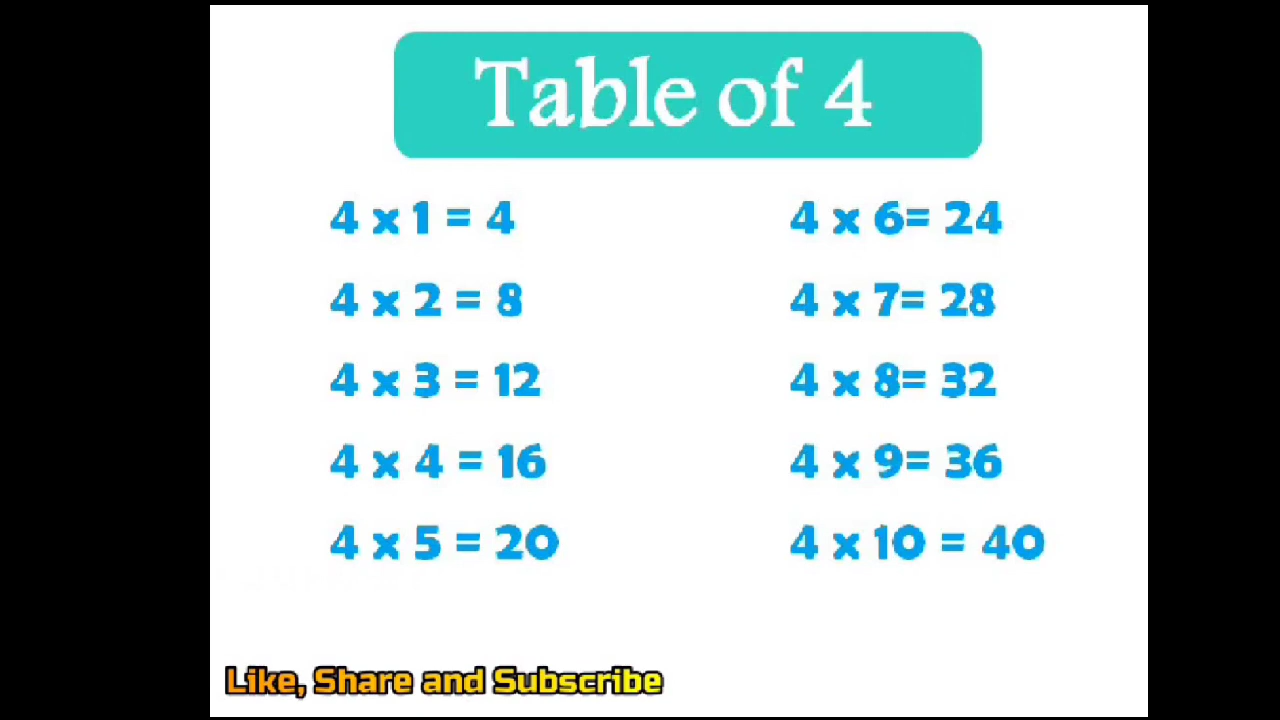 Table of 4
4 x 1 = 4
4 x 2 = 8
4 x 3 = 12
4 x 4 = 16
4 x 5 = 20
4 x 6= 24
4 x 7= 28
4 x 8= 32
4 x 9= 36
4 x 10 = 40
Like, Share and Subscribe